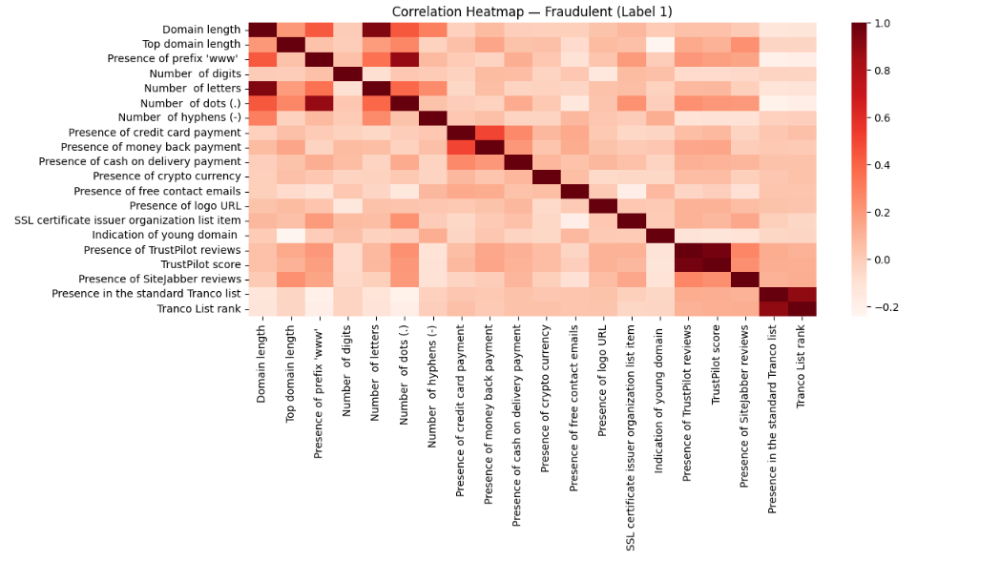 Correlation Heatmap — Fraudulent (Label 1)
Domain length
Top domain length
Presence of prefix 'www'
Number  of digits
Number  of letters
Number  of dots (.)
Number  of hyphens (-)
Presence of credit card payment
Presence of money back payment
Presence of cash on delivery payment
Presence of crypto currency
Presence of free contact emails
Presence of logo URL
SSL certificate issuer organization list item
Indication of young domain
Presence of TrustPilot reviews
TrustPilot score
Presence of SiteJabber reviews
Presence in the standard Tranco list
Tranco List rank
Domain length
Top domain length
Presence of prefix 'www'
Number  of digits
Number  of letters
Number  of dots (.)
Number  of hyphens (-)
Presence of credit card payment
Presence of money back payment
Presence of cash on delivery payment
Presence of crypto currency
Presence of free contact emails
Presence of logo URL
SSL certificate issuer organization list item
Indication of young domain
Presence of TrustPilot reviews
TrustPilot score
Presence of SiteJabber reviews
Presence in the standard Tranco list
Tranco List rank
1.0
0.8
0.6
0.4
0.2
0.0
−0.2